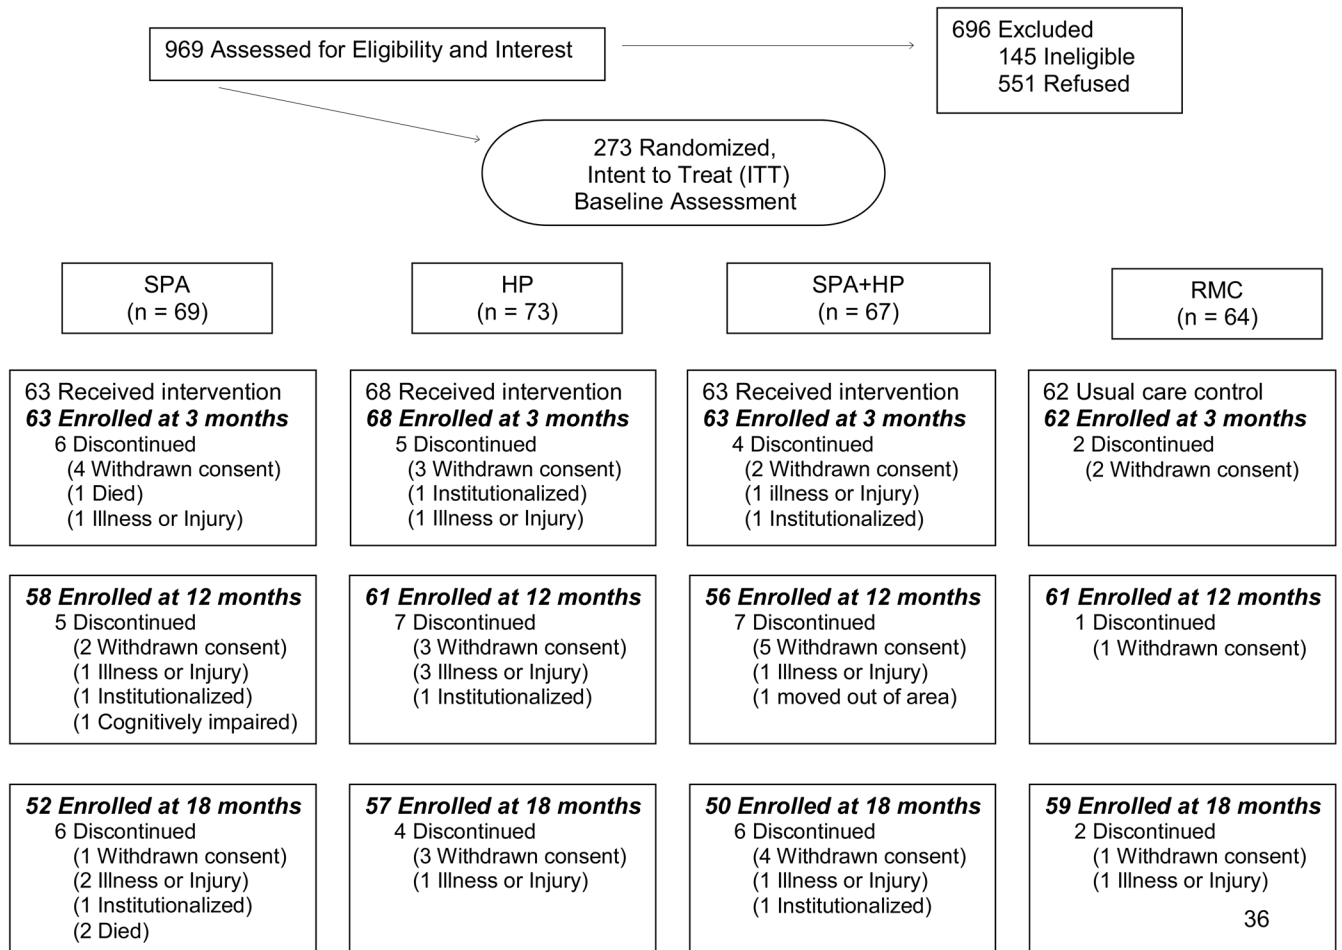 969 Assessed for Eligibility and Interest
696 Excluded
145 Ineligible
551 Refused
273 Randomized,
Intent to Treat (ITT)
Baseline Assessment
SPA
(n = 69)
HP
(n = 73)
SPA+HP
(n = 67)
RMC
(n = 64)
63 Received intervention
63 Enrolled at 3 months
6 Discontinued
(4 Withdrawn consent)
(1 Died)
(1 Illness or Injury)
68 Received intervention
68 Enrolled at 3 months
5 Discontinued
(3 Withdrawn consent)
(1 Institutionalized)
(1 Illness or Injury)
63 Received intervention
63 Enrolled at 3 months
4 Discontinued
(2 Withdrawn consent)
(1 illness or Injury)
(1 Institutionalized)
62 Usual care control
62 Enrolled at 3 months
2 Discontinued
(2 Withdrawn consent)
58 Enrolled at 12 months
5 Discontinued
(2 Withdrawn consent)
(1 Illness or Injury)
(1 Institutionalized)
(1 Cognitively impaired)
61 Enrolled at 12 months
7 Discontinued
(3 Withdrawn consent)
(3 Illness or Injury)
(1 Institutionalized)
56 Enrolled at 12 months
7 Discontinued
(5 Withdrawn consent)
(1 Illness or Injury)
(1 moved out of area)
61 Enrolled at 12 months
1 Discontinued
(1 Withdrawn consent)
52 Enrolled at 18 months
6 Discontinued
(1 Withdrawn consent)
(2 Illness or Injury)
(1 Institutionalized)
(2 Died)
57 Enrolled at 18 months
4 Discontinued
(3 Withdrawn consent)
(1 Illness or Injury)
50 Enrolled at 18 months
6 Discontinued
(4 Withdrawn consent)
(1 Illness or Injury)
(1 Institutionalized)
59 Enrolled at 18 months
2 Discontinued
(1 Withdrawn consent)
(1 Illness or Injury)
36